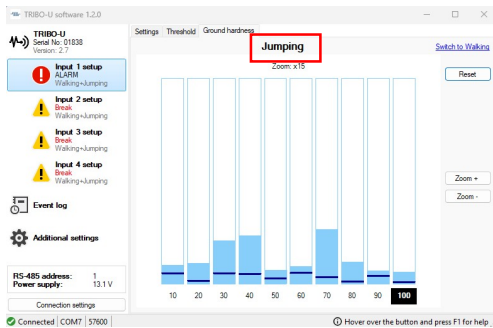 TRIBO-U software 1.2.0
TRIBO-U
Serial No: 01838
Version: 2.7
Input 1 setup
ALARM
Walking+Jumping
Input 2 setup
Break
Walking+Jumping
Input 3 setup
Break
Walking+Jumping
Input 4 setup
Break
Walking+Jumping
Event log
Additional settings
RS-485 address: 1
Power supply: 13.1 V
Connection settings
Settings Threshold Ground hardness
Jumping
Switch to Walking
Zoom: x15
Reset
Zoom +
Zoom -
10 20 30 40 50 60 70 80 90 100
Connected COM7 57600
Hover over the button and press F1 for help